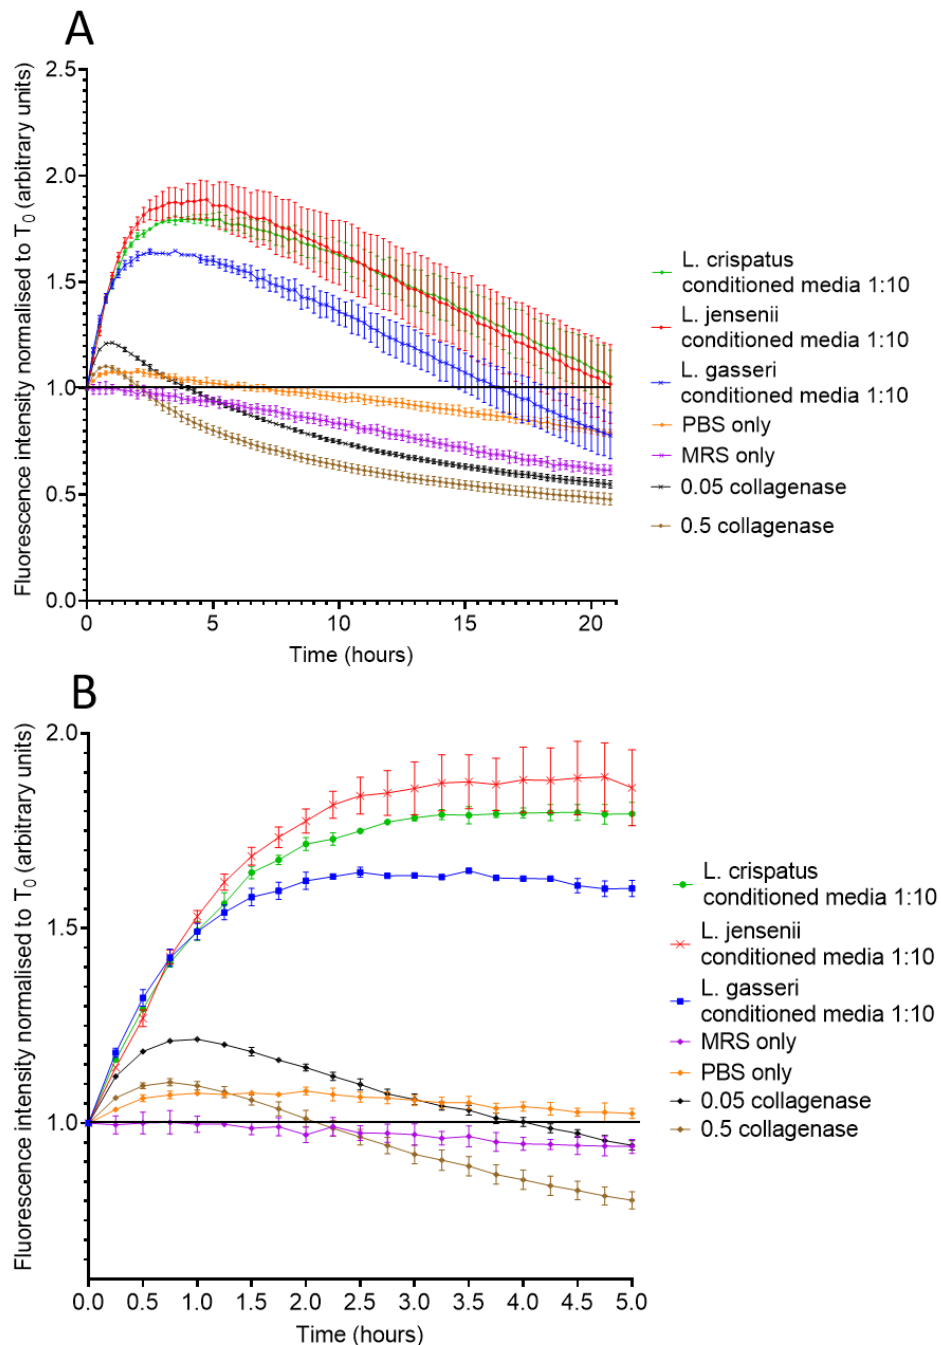 A
Fluorescence intensity normalised to T0 (arbitrary units)
2.5
2.0
1.5
1.0
0.5
0.0
0
5
10
15
20
Time (hours)
L. crispatus
conditioned media 1:10
L. jensenii
conditioned media 1:10
L. gasseri
conditioned media 1:10
PBS only
MRS only
0.05 collagenase
0.5 collagenase
B
Fluorescence intensity normalised to T0 (arbitrary units)
2.0
1.5
1.0
0.0
0.5
1.0
1.5
2.0
2.5
3.0
3.5
4.0
4.5
5.0
Time (hours)
L. crispatus
conditioned media 1:10
L. jensenii
conditioned media 1:10
L. gasseri
conditioned media 1:10
MRS only
PBS only
0.05 collagenase
0.5 collagenase